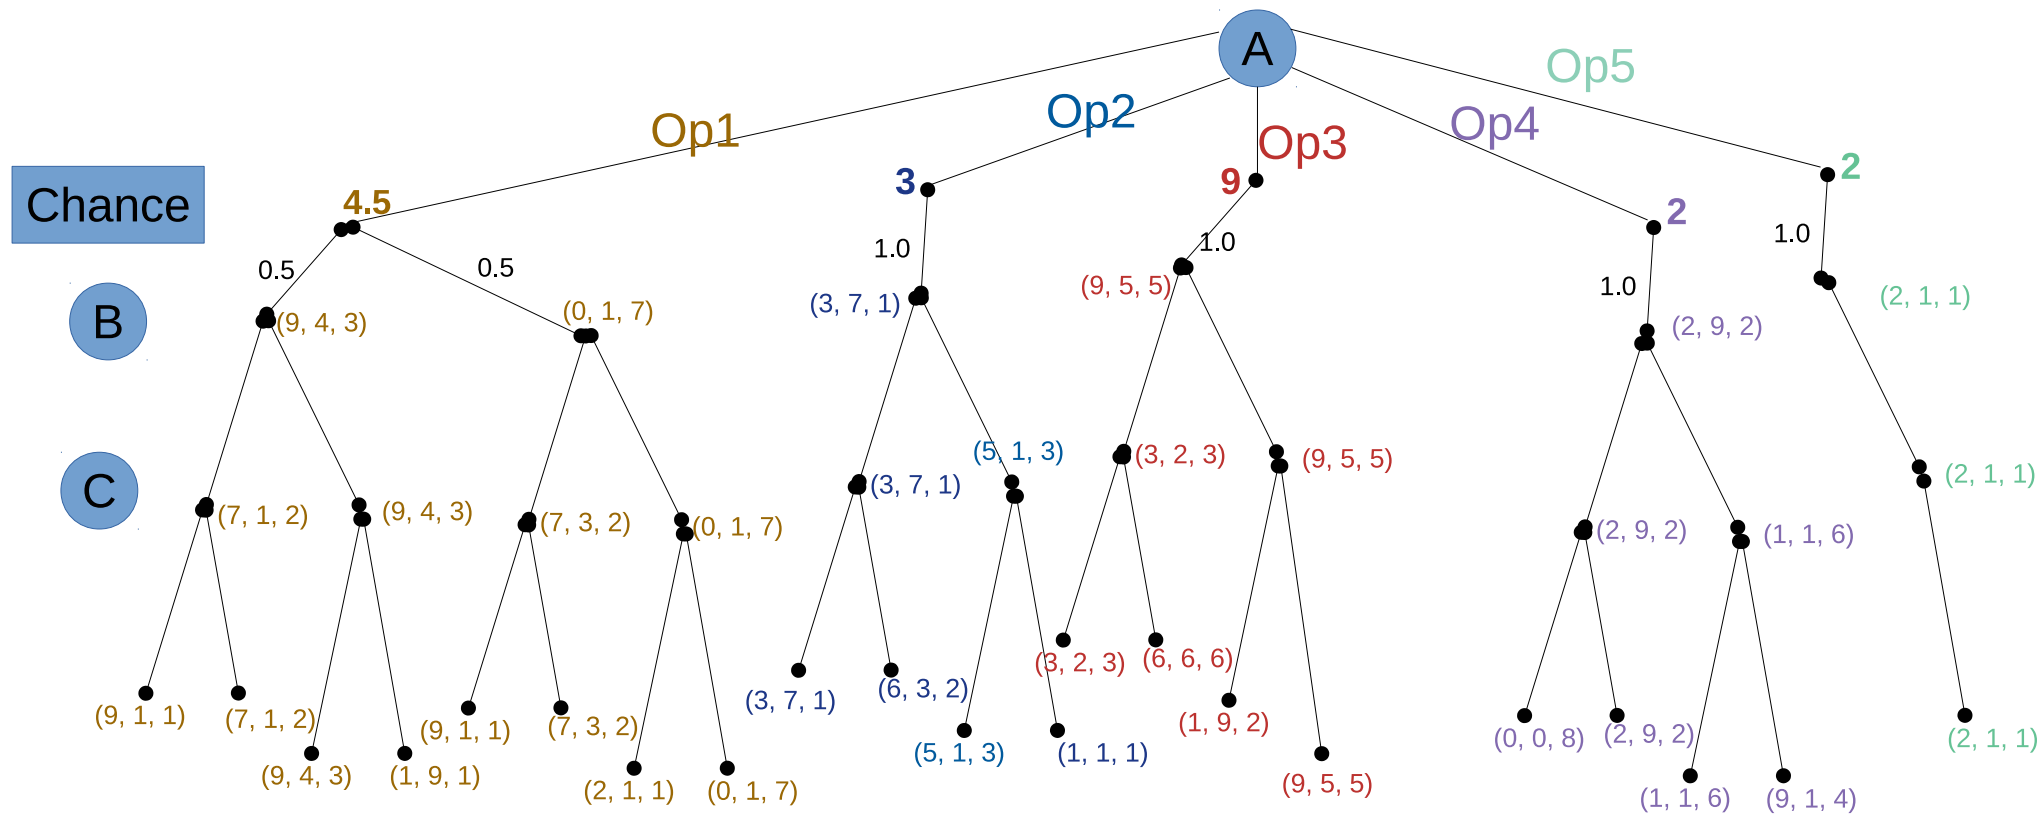 A
Op5
Op2
Op4
Op1
Op3
2
3
9
4.5
2
Chance
1.0
1.0
1.0
0.5
0.5
1.0
(9, 5, 5)
(2, 1, 1)
(3, 7, 1)
(0, 1, 7)
B
(9, 4, 3)
(2, 9, 2)
(5, 1, 3)
(3, 2, 3)
(9, 5, 5)
(2, 1, 1)
C
(3, 7, 1)
(7, 1, 2)
(9, 4, 3)
(7, 3, 2)
(0, 1, 7)
(2, 9, 2)
(1, 1, 6)
(3, 2, 3)
(6, 6, 6)
(3, 7, 1)
(6, 3, 2)
(9, 1, 1)
(7, 1, 2)
(9, 1, 1)
(7, 3, 2)
(1, 9, 2)
(0, 0, 8)
(2, 9, 2)
(2, 1, 1)
(5, 1, 3)
(1, 1, 1)
(9, 4, 3)
(1, 9, 1)
(2, 1, 1)
(0, 1, 7)
(9, 5, 5)
(1, 1, 6)
(9, 1, 4)